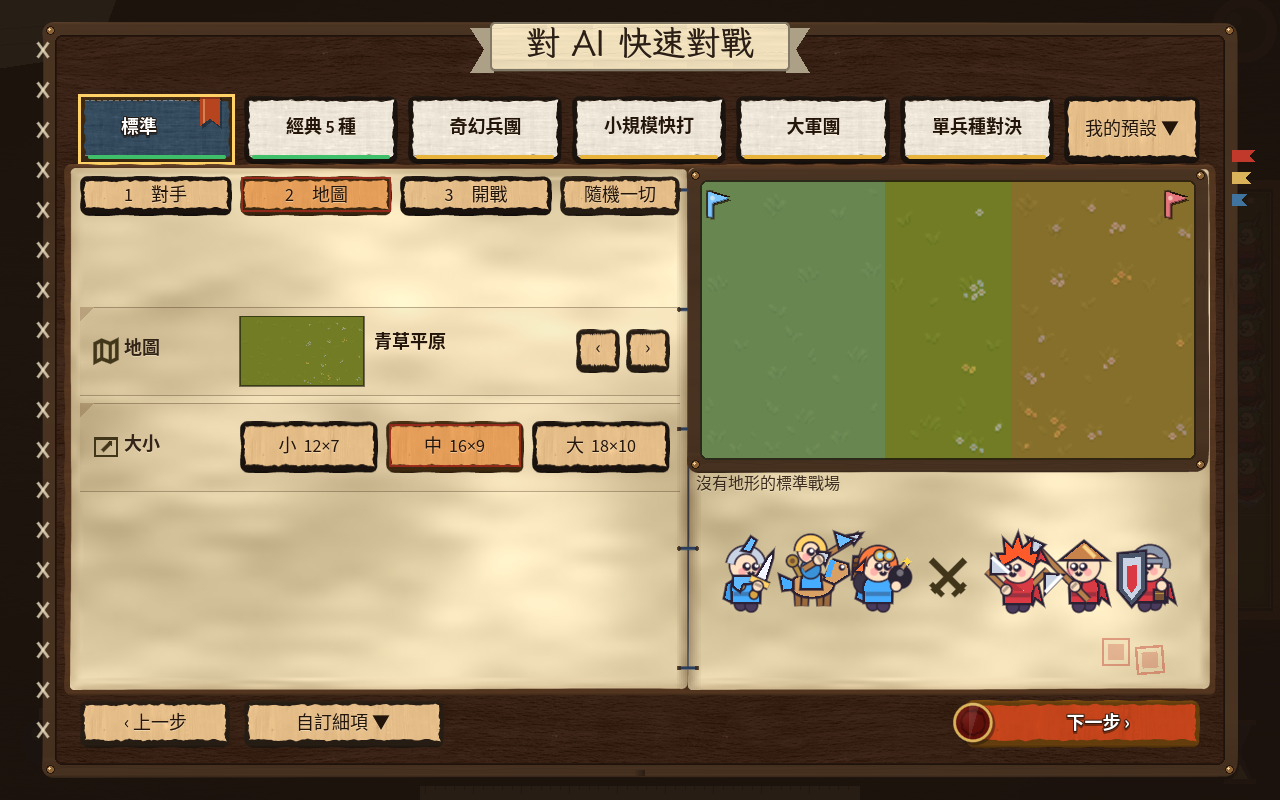 對 AI 快速對戰
標準
經典 5 種
奇幻兵團
小規模快打
大軍團
單兵種對決
我的預設 ▼
1 對手
2 地圖
3 開戰
隨機一切
地圖
青草平原
‹
›
大小
小 12×7
中 16×9
大 18×10
沒有地形的標準戰場
‹ 上一步
自訂細項 ▼
下一步 ›